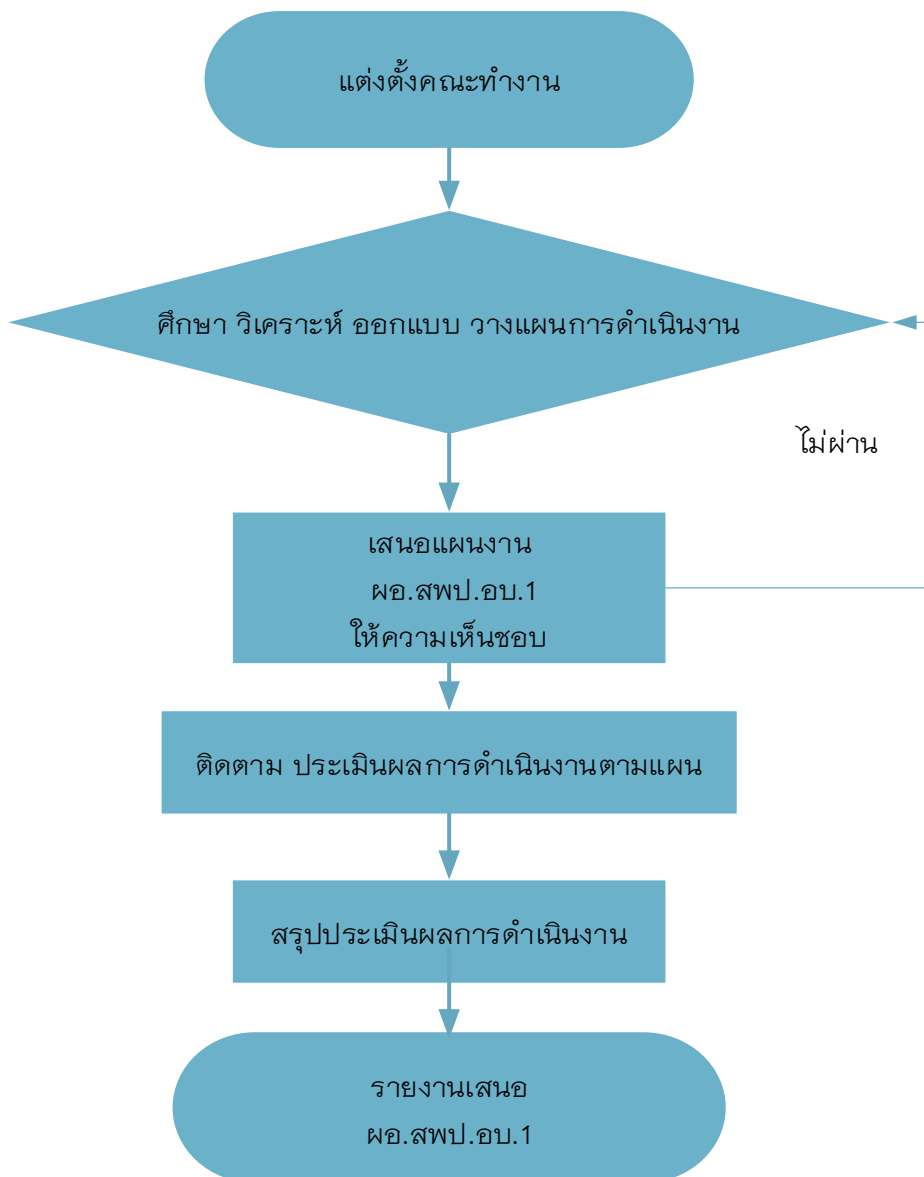 แต่งตั้งคณะทำงาน
ศึกษา วิเคราะห์ ออกแบบ วางแผนการดำเนินงาน
ไม่ผ่าน
เสนอแผนงาน
ผอ.สพป.อบ.1
ให้ความเห็นชอบ
ติดตาม ประเมินผลการดำเนินงานตามแผน
สรุปประเมินผลการดำเนินงาน
รายงานเสนอ
ผอ.สพป.อบ.1